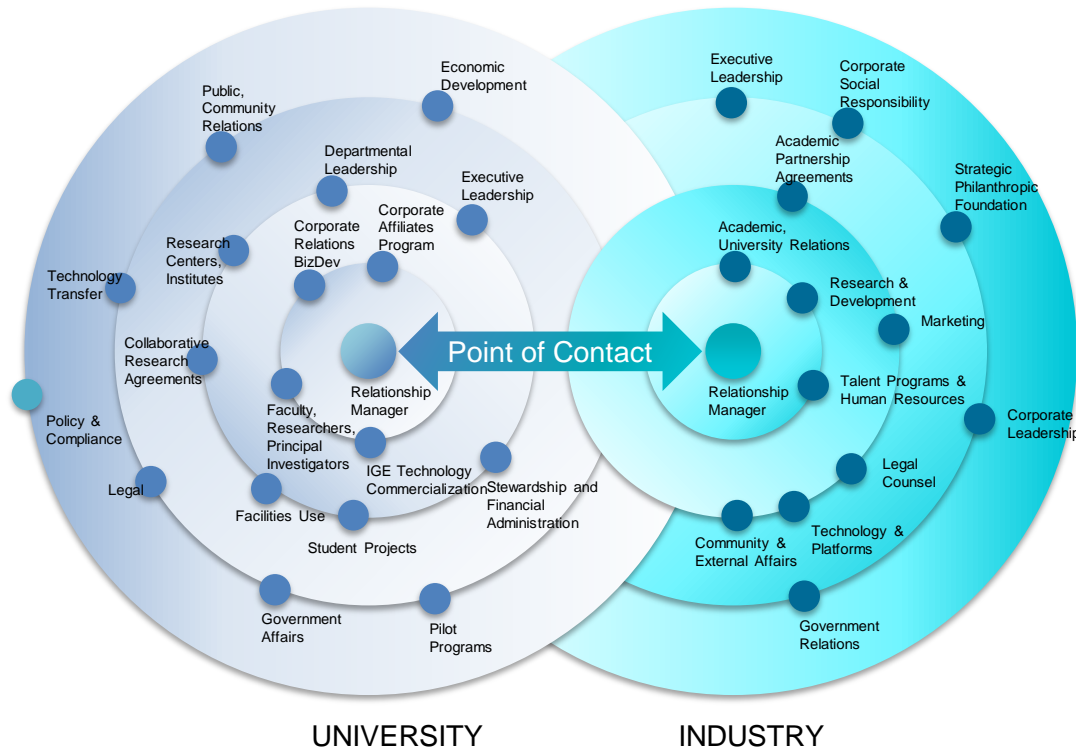 Economic
Development
Public,
Community
Relations
Departmental
Leadership
Executive
Leadership
Corporate
Relations
BizDev
Corporate
Affiliates
Program
Research
Centers,
Institutes
Technology
Transfer
Collaborative
Research
Agreements
Policy &
Compliance
Relationship
Manager
Faculty,
Researchers,
Principal
Investigators
IGE Technology
Commercialization
Stewardship and
Financial
Administration
Legal
Facilities Use
Student Projects
Government
Affairs
Pilot
Programs
Point of Contact
Executive
Leadership
Corporate
Social
Responsibility
Academic
Partnership
Agreements
Strategic
Philanthropic
Foundation
Academic,
University Relations
Research &
Development
Marketing
Relationship
Manager
Talent Programs &
Human Resources
Corporate
Leadership
Legal
Counsel
Community &
External Affairs
Technology &
Platforms
Government
Relations
UNIVERSITY
INDUSTRY